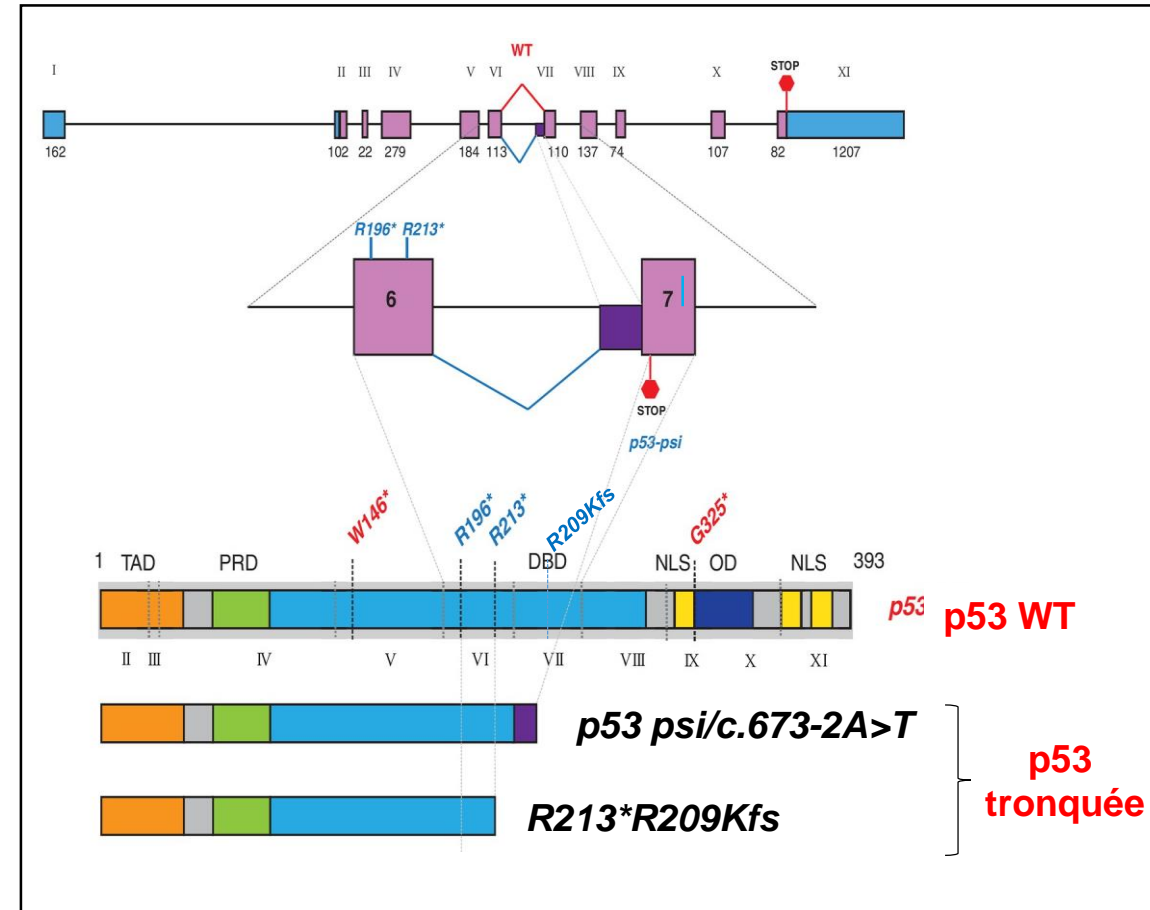 WT
I II III IV V VI VII VIII IX X STOP XI
162 102 22 279 184 113 110 137 74 107 82 1207
R196* R213*
6 7
STOP
p53-psi
W146* R196* R213* R209Kfs G325*
1 TAD PRD DBD NLS OD NLS 393
p53 p53 WT
II III IV V VI VII VIII IX X XI
p53 psi/c.673-2A>T
R213*R209Kfs
p53
tronquée